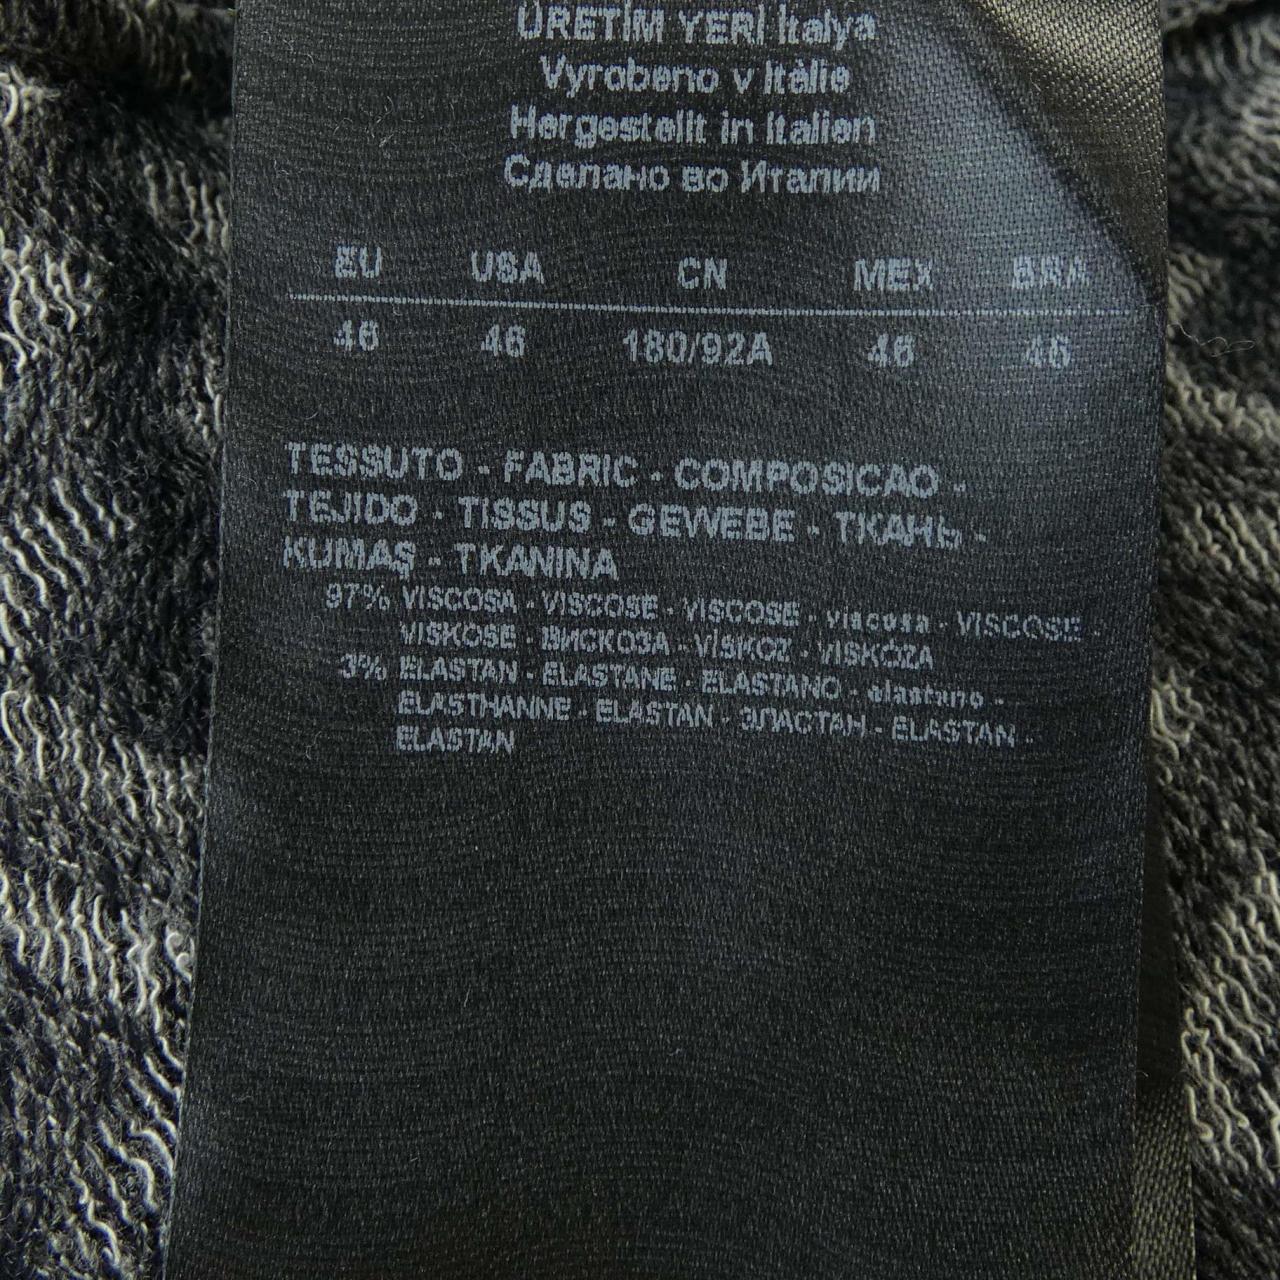 ÜRETİM YERİ İtalya
Vyrobeno v Itálie
Hergestellt in Italien
Сделано во Италии
EU USA CN MEX BRA
46 46 180/92A 46 46
TESSUTO - FABRIC - COMPOSICAO -
TEJIDO - TISSUS - GEWEBE - ТКАНЬ -
KUMAŞ - TKANINA
97% VISCOSA - VISCOSE - VISCOSE - viscosa - VISCOSE -
VISKOSE - ВИСКОЗА - VİSKOZ - VISKÓZA
3% ELASTAN - ELASTANE - ELASTANO - elastano -
ELASTHANNE - ELASTAN - ЭЛАСТАН - ELASTAN -
ELASTAN